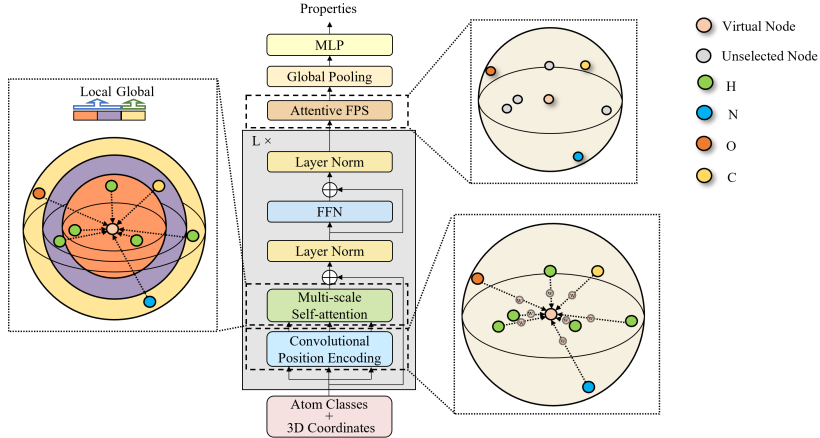 Properties
MLP
Global Pooling
Attentive FPS
L ×
Layer Norm
FFN
Layer Norm
Multi-scale
Self-attention
Convolutional
Position Encoding
Atom Classes
+
3D Coordinates
Local Global
Virtual Node
Unselected Node
H
N
O
C